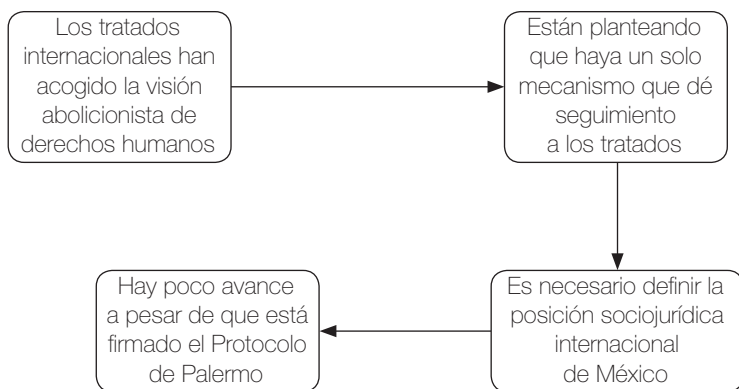 Los tratados
internacionales han
acogido la visión
abolicionista de
derechos humanos
Están planteando
que haya un solo
mecanismo que dé
seguimiento
a los tratados
Es necesario definir la
posición sociojurídica
internacional
de México
Hay poco avance
a pesar de que está
firmado el Protocolo
de Palermo